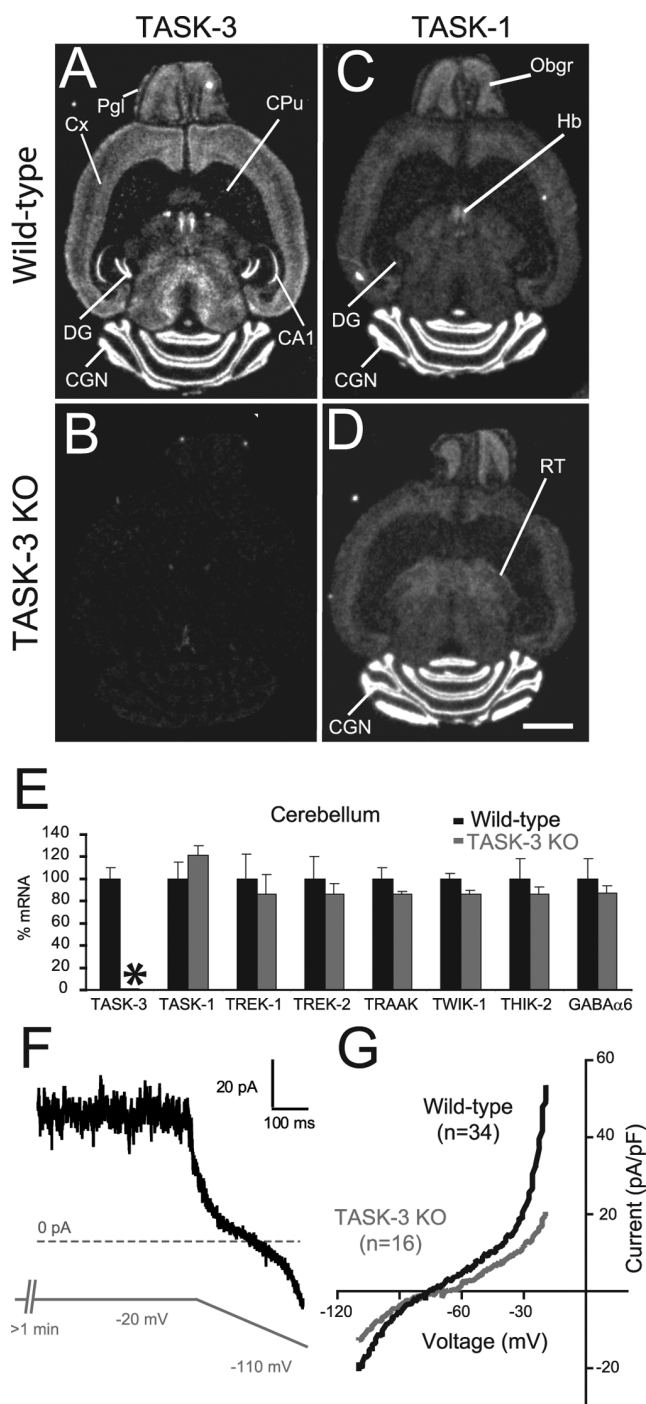 TASK-3 TASK-1
Wild-type
A
Pgl
Cx
CPu
DG
CGN
CA1
C
Obgr
Hb
DG
CGN
TASK-3 KO
B
D
RT
CGN
E
Cerebellum
Wild-type
TASK-3 KO
% mRNA
140
120
100
80
60
40
20
0
*
TASK-3 TASK-1 TREK-1 TREK-2 TRAAK TWIK-1 THIK-2 GABAα6
F
20 pA
100 ms
0 pA
>1 min
-20 mV
-110 mV
G
Wild-type
(n=34)
TASK-3 KO
(n=16)
60
40
20
-20
Current (pA/pF)
-120 -60 -30
Voltage (mV)